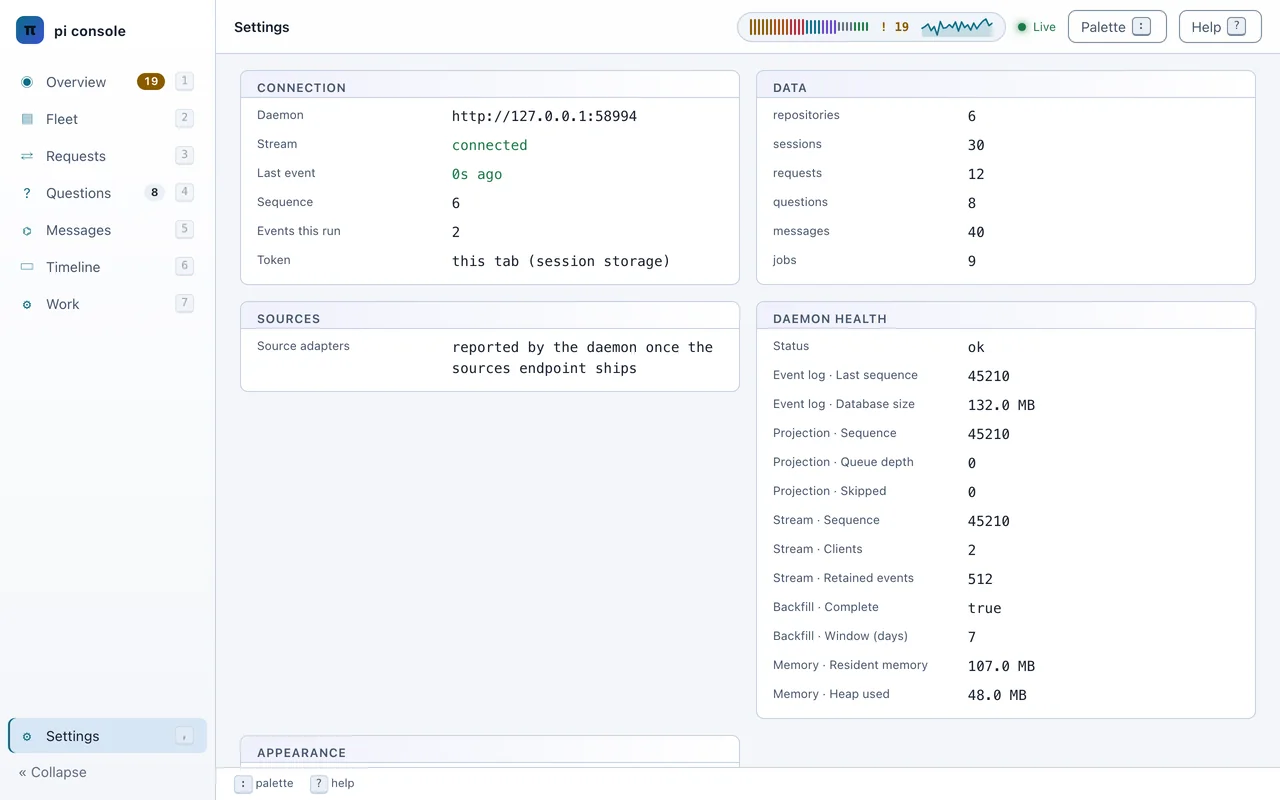 π pi console
Overview 19 1
Fleet 2
Requests 3
? Questions 8 4
Messages 5
Timeline 6
Work 7
Settings ,
« Collapse
Settings
! 19
Live
Palette :
Help ?
CONNECTION
Daemon http://127.0.0.1:58994
Stream connected
Last event 0s ago
Sequence 6
Events this run 2
Token this tab (session storage)
DATA
repositories 6
sessions 30
requests 12
questions 8
messages 40
jobs 9
SOURCES
Source adapters reported by the daemon once the
sources endpoint ships
DAEMON HEALTH
Status ok
Event log · Last sequence 45210
Event log · Database size 132.0 MB
Projection · Sequence 45210
Projection · Queue depth 0
Projection · Skipped 0
Stream · Sequence 45210
Stream · Clients 2
Stream · Retained events 512
Backfill · Complete true
Backfill · Window (days) 7
Memory · Resident memory 107.0 MB
Memory · Heap used 48.0 MB
APPEARANCE
: palette ? help